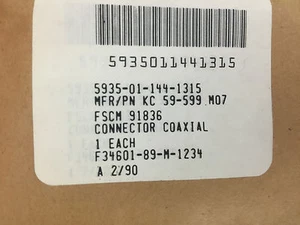 5935011441315
5935-01-144-1315
MFR/PN KC 59-599 M07
FSCM 91836
CONNECTOR COAXIAL
1 EACH
F34601-89-M-1234
A 2/90